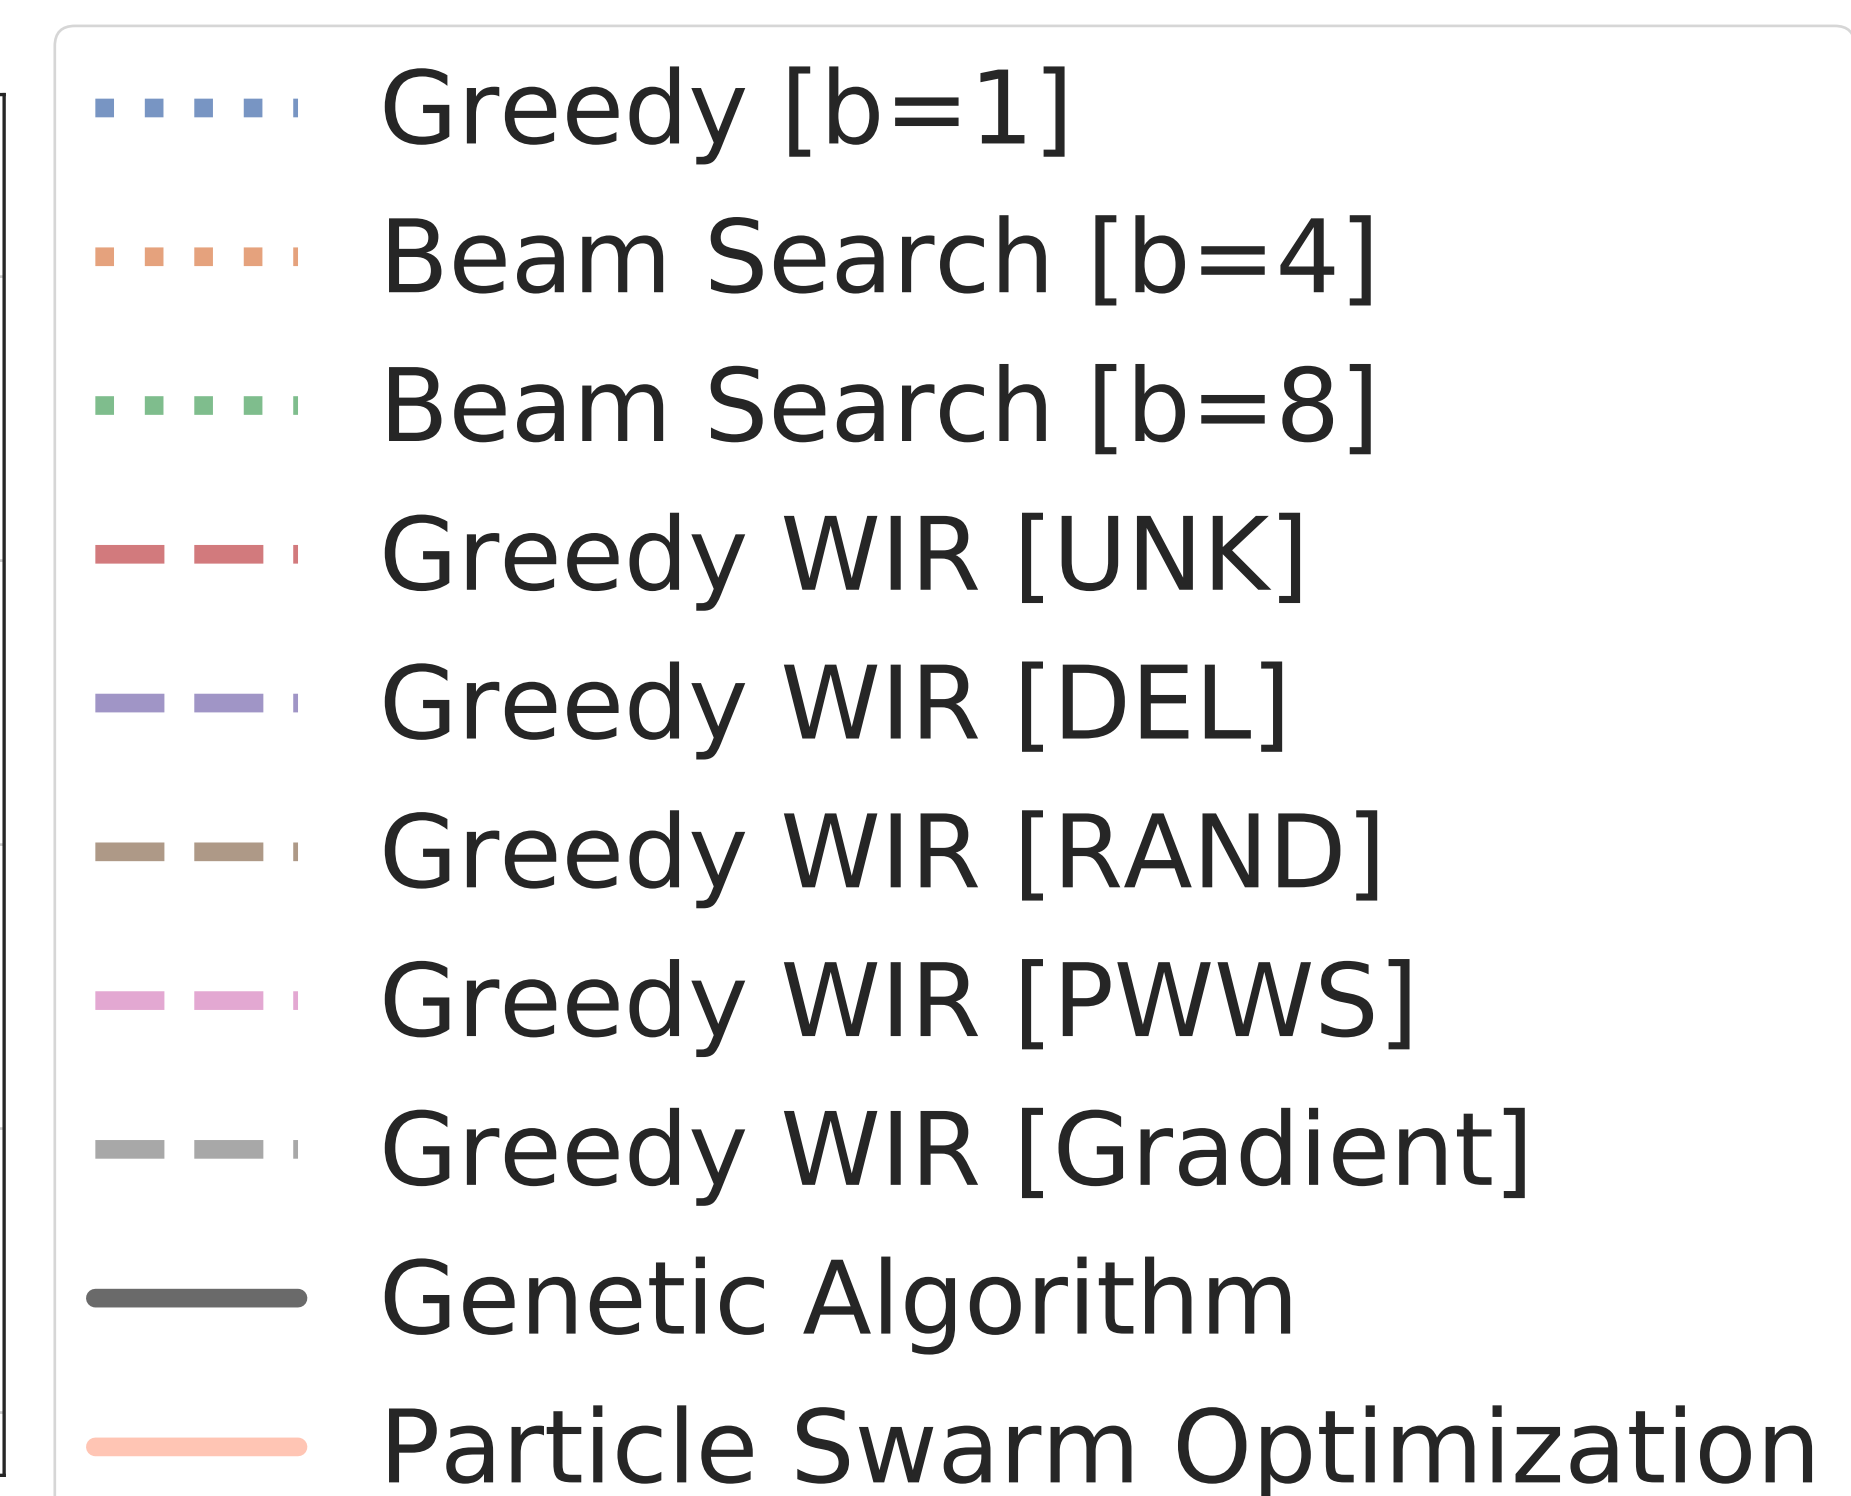 Greedy [b=1]
Beam Search [b=4]
Beam Search [b=8]
Greedy WIR [UNK]
Greedy WIR [DEL]
Greedy WIR [RAND]
Greedy WIR [PWWS]
Greedy WIR [Gradient]
Genetic Algorithm
Particle Swarm Optimization